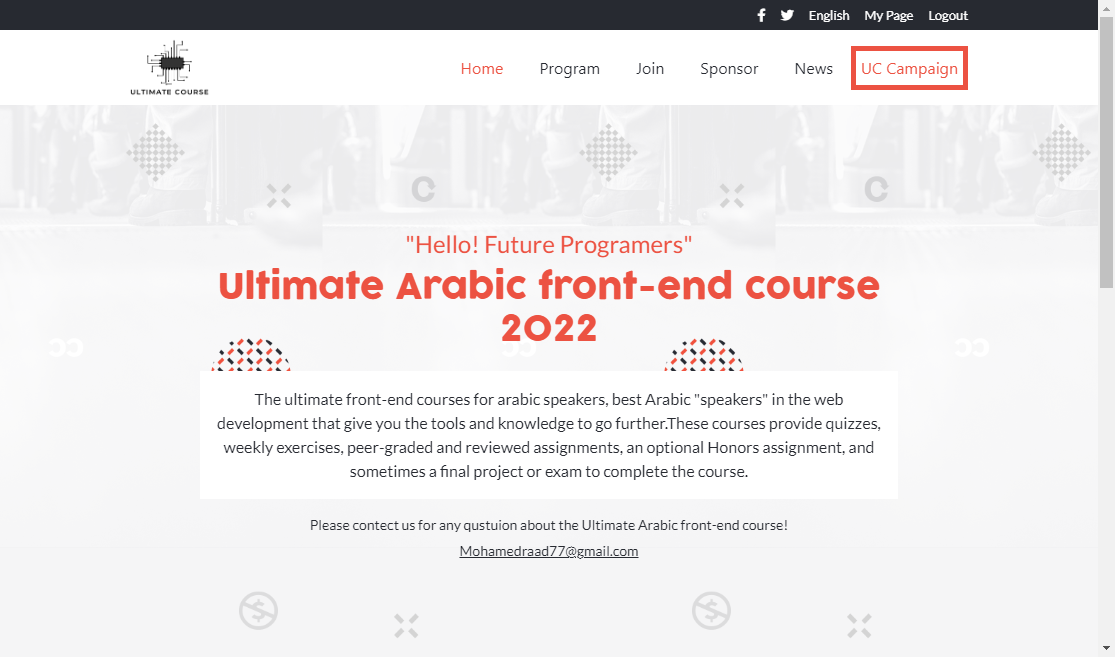 English My Page Logout
ULTIMATE COURSE
Home Program Join Sponsor News UC Campaign
"Hello! Future Programers"
Ultimate Arabic front-end course
2022
The ultimate front-end courses for arabic speakers, best Arabic "speakers" in the web
development that give you the tools and knowledge to go further.These courses provide quizzes,
weekly exercises, peer-graded and reviewed assignments, an optional Honors assignment, and
sometimes a final project or exam to complete the course.
Please contect us for any qustuion about the Ultimate Arabic front-end course!
Mohamedraad77@gmail.com